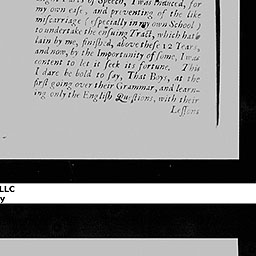 Parts of Speech, I was induced, for
my own ease, and preventing of the like
miscarriage (especially in my own School)
to undertake the ensuing Tract, which hath
lain by me, finished, above these 12 Years,
and now, by the Importunity of some, I was
content to let it seek its fortune. This
I dare be bold to say, That Boys, at the
first going over their Grammar, and learn-
ing only the English Questions, with their
Lessons
LLC
y